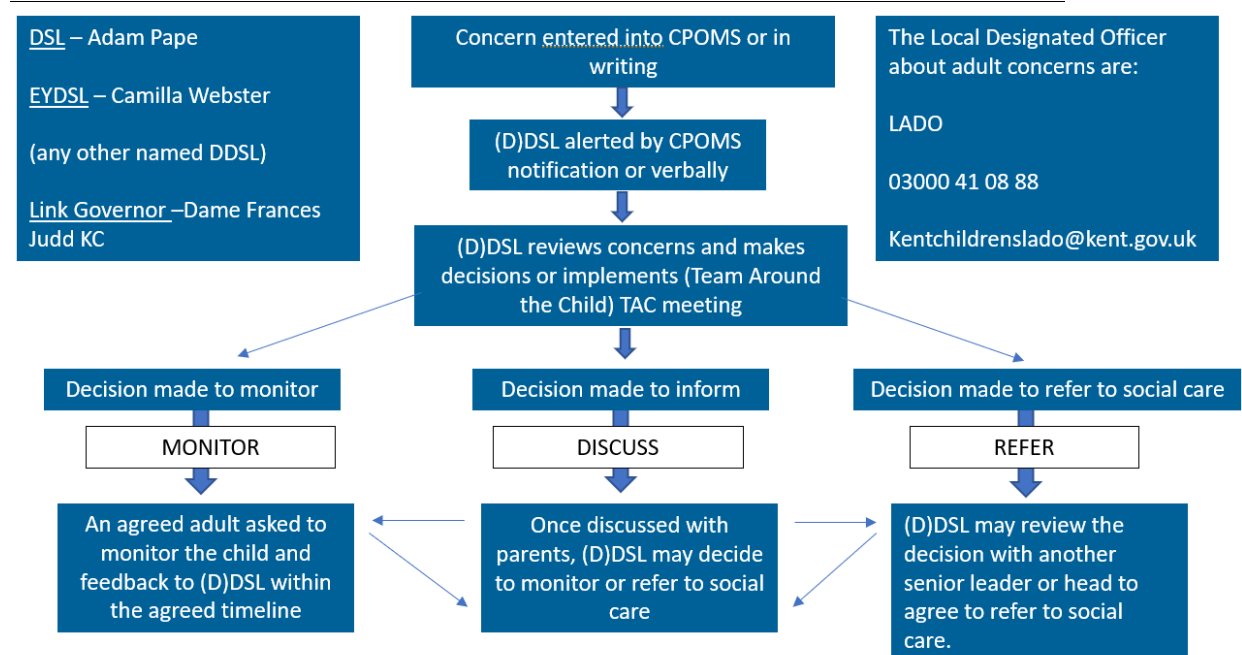 DSL – Adam Pape
EYDSL – Camilla Webster
(any other named DDSL)
Link Governor –Dame Frances
Judd KC
Concern entered into CPOMS or in
writing
The Local Designated Officer
about adult concerns are:
LADO
03000 41 08 88
Kentchildrenslado@kent.gov.uk
(D)DSL alerted by CPOMS
notification or verbally
(D)DSL reviews concerns and makes
decisions or implements (Team Around
the Child) TAC meeting
Decision made to monitor
MONITOR
An agreed adult asked to
monitor the child and
feedback to (D)DSL within
the agreed timeline
Decision made to inform
DISCUSS
Once discussed with
parents, (D)DSL may decide
to monitor or refer to social
care
Decision made to refer to social care
REFER
(D)DSL may review the
decision with another
senior leader or head to
agree to refer to social
care.